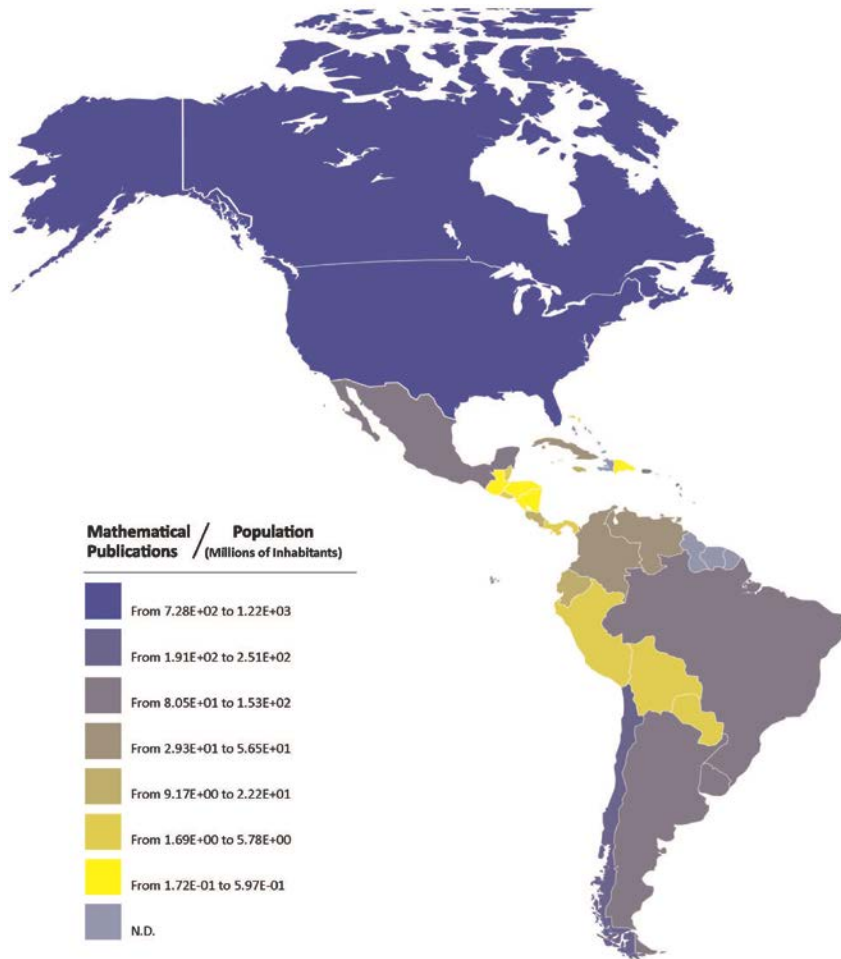 Mathematical / Population
Publications (Millions of Inhabitants)
From 7.28E+02 to 1.22E+03
From 1.91E+02 to 2.51E+02
From 8.05E+01 to 1.53E+02
From 2.93E+01 to 5.65E+01
From 9.17E+00 to 2.22E+01
From 1.69E+00 to 5.78E+00
From 1.72E-01 to 5.97E-01
N.D.